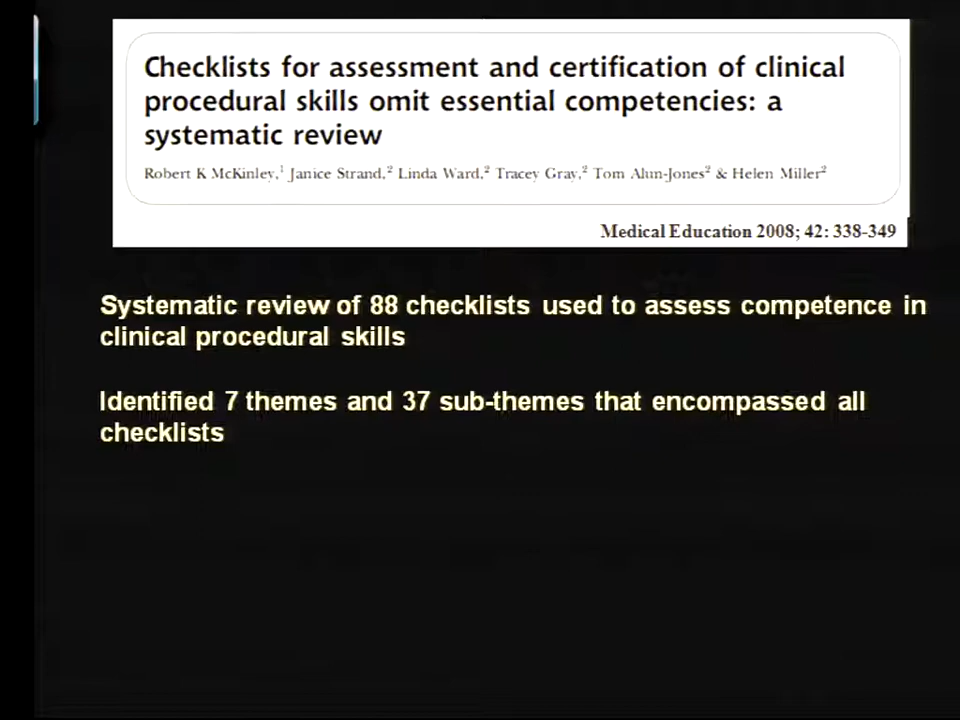 Checklists for assessment and certification of clinical
procedural skills omit essential competencies: a
systematic review
Robert K McKinley,¹ Janice Strand,² Linda Ward,² Tracey Gray,² Tom Alun-Jones² & Helen Miller²
Medical Education 2008; 42: 338-349
Systematic review of 88 checklists used to assess competence in
clinical procedural skills
Identified 7 themes and 37 sub-themes that encompassed all
checklists